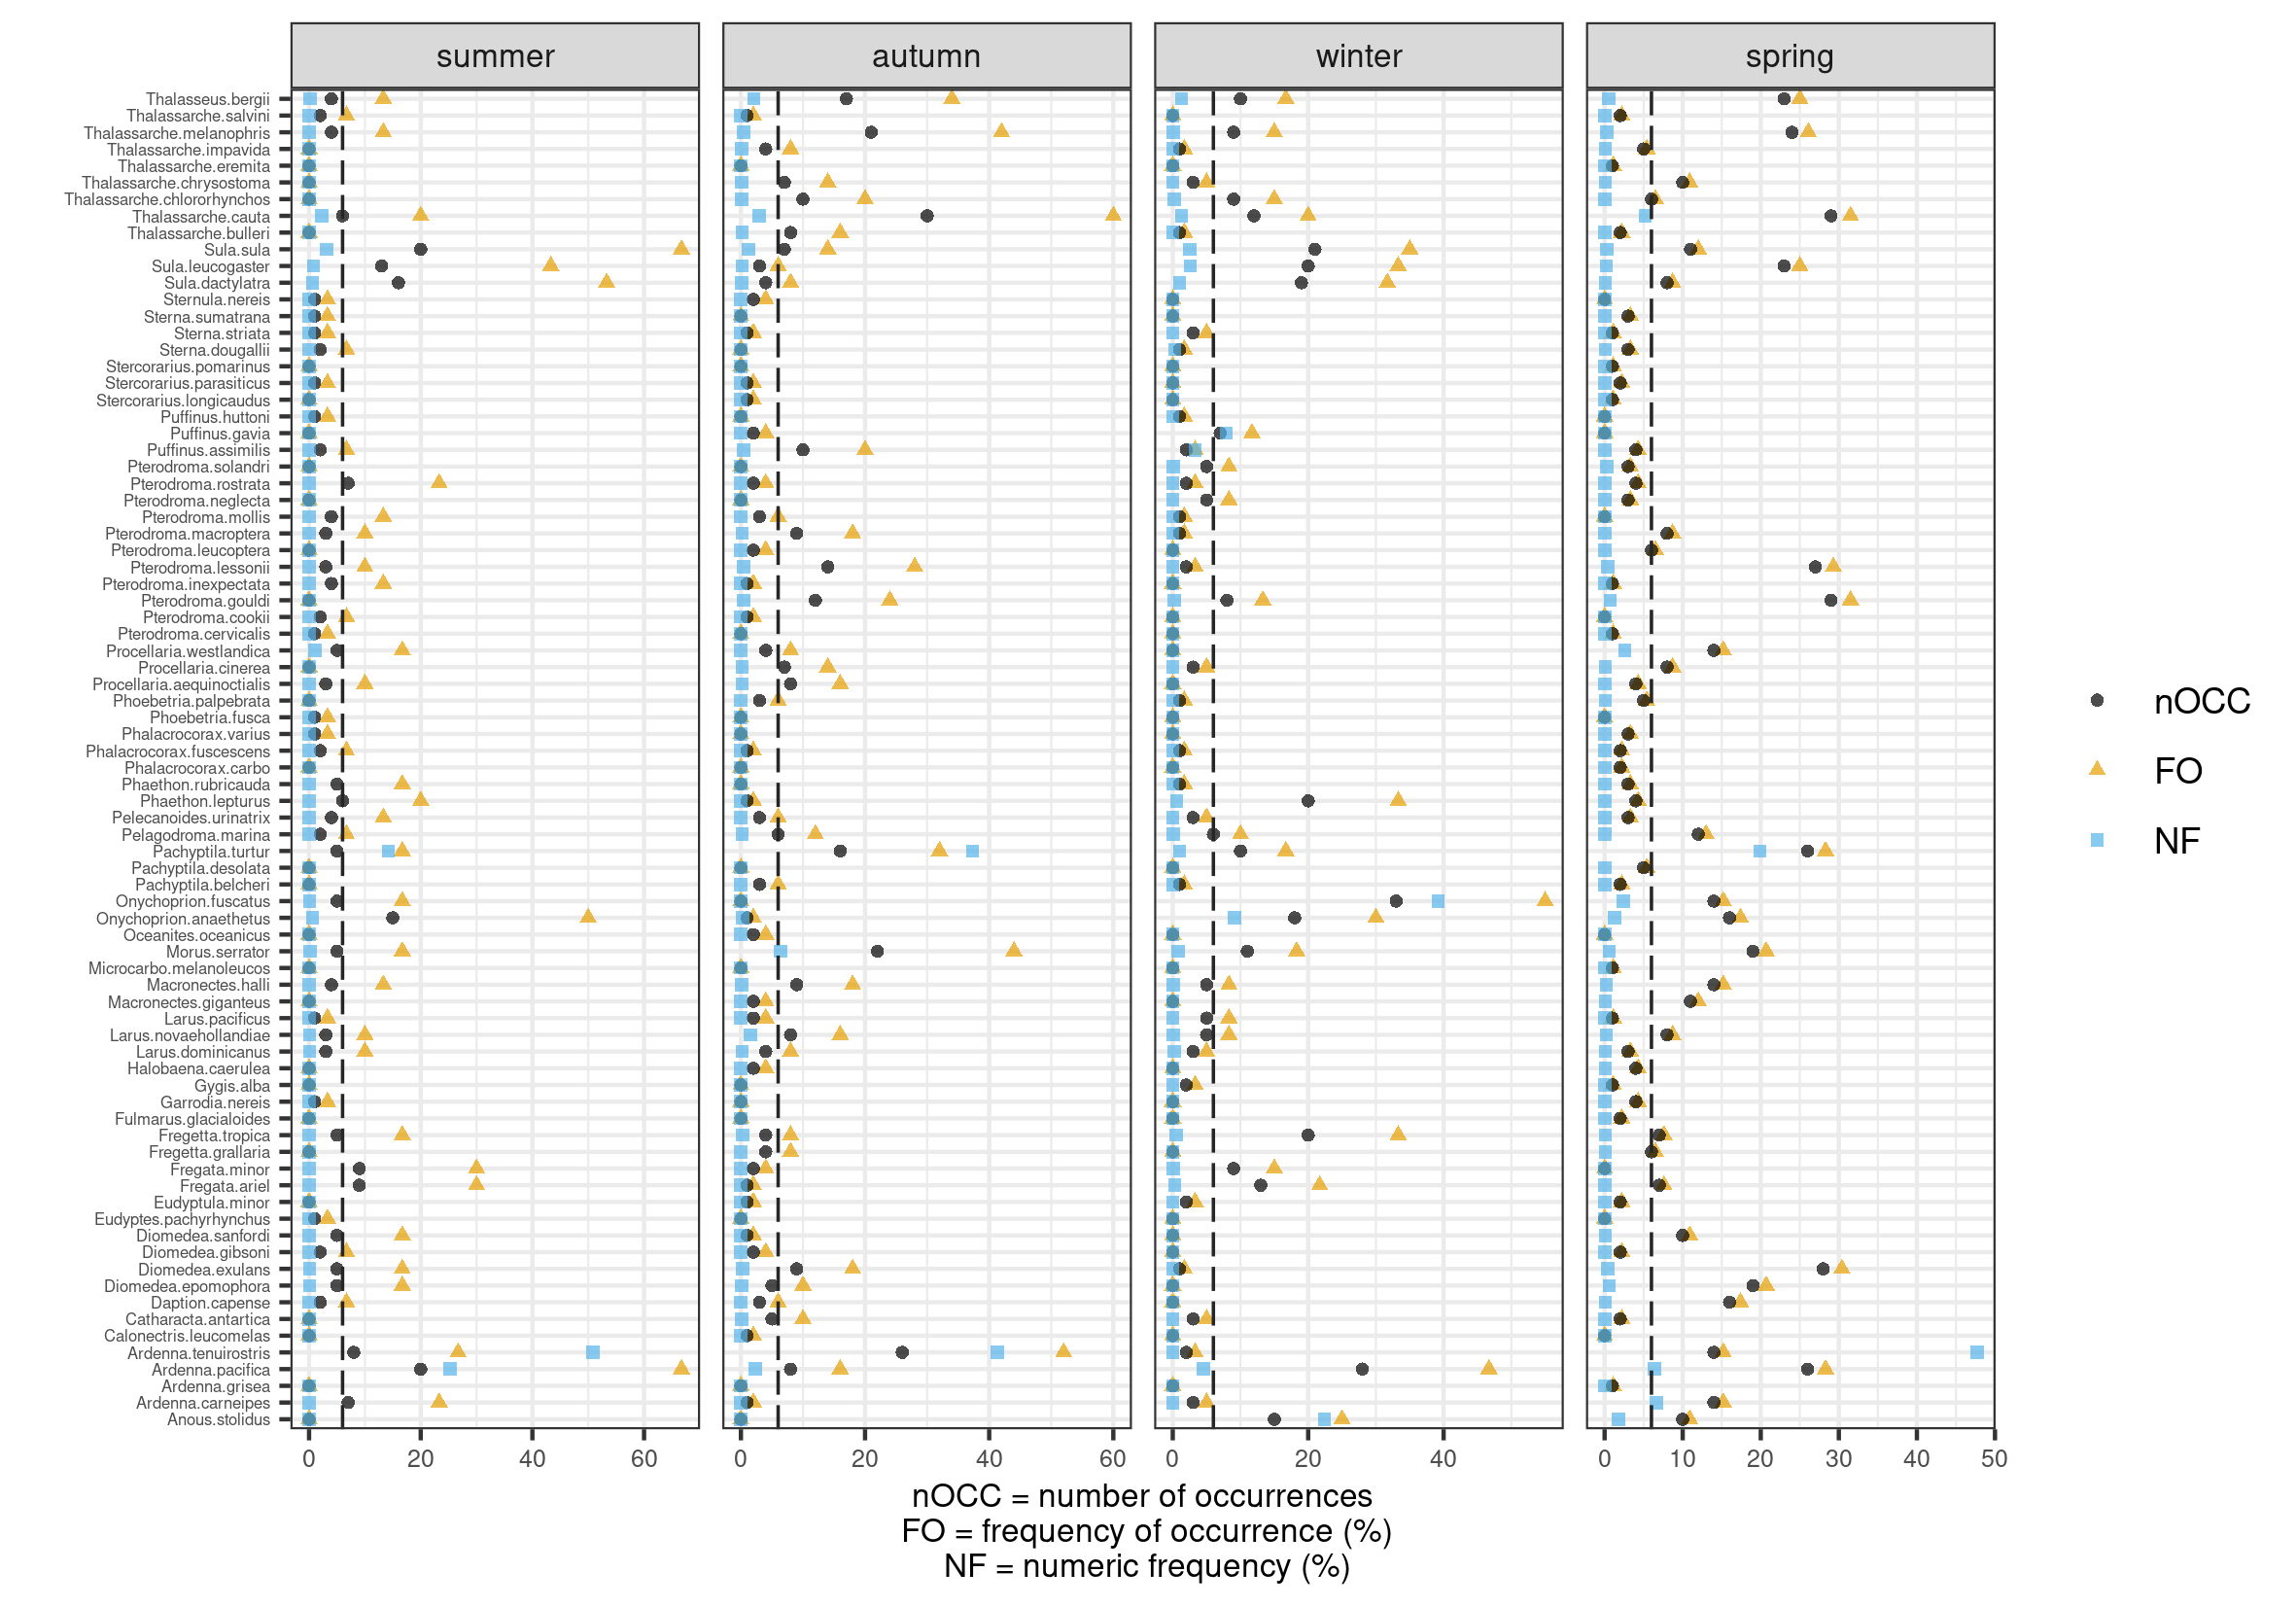 summer autumn winter spring
Thalasseus.bergii
Thalassarche.salvini
Thalassarche.melanophris
Thalassarche.impavida
Thalassarche.eremita
Thalassarche.chrysostoma
Thalassarche.chlororhynchos
Thalassarche.cauta
Thalassarche.bulleri
Sula.sula
Sula.leucogaster
Sula.dactylatra
Sternula.nereis
Sterna.sumatrana
Sterna.striata
Sterna.dougallii
Stercorarius.pomarinus
Stercorarius.parasiticus
Stercorarius.longicaudus
Puffinus.huttoni
Puffinus.gavia
Puffinus.assimilis
Pterodroma.solandri
Pterodroma.rostrata
Pterodroma.neglecta
Pterodroma.mollis
Pterodroma.macroptera
Pterodroma.leucoptera
Pterodroma.lessonii
Pterodroma.inexpectata
Pterodroma.gouldi
Pterodroma.cookii
Pterodroma.cervicalis
Procellaria.westlandica
Procellaria.cinerea
Procellaria.aequinoctialis
Phoebetria.palpebrata
Phoebetria.fusca
Phalacrocorax.varius
Phalacrocorax.fuscescens
Phalacrocorax.carbo
Phaethon.rubricauda
Phaethon.lepturus
Pelecanoides.urinatrix
Pelagodroma.marina
Pachyptila.turtur
Pachyptila.desolata
Pachyptila.belcheri
Onychoprion.fuscatus
Onychoprion.anaethetus
Oceanites.oceanicus
Morus.serrator
Microcarbo.melanoleucos
Macronectes.halli
Macronectes.giganteus
Larus.pacificus
Larus.novaehollandiae
Larus.dominicanus
Halobaena.caerulea
Gygis.alba
Garrodia.nereis
Fulmarus.glacialoides
Fregetta.tropica
Fregetta.grallaria
Fregata.minor
Fregata.ariel
Eudyptula.minor
Eudyptes.pachyrhynchus
Diomedea.sanfordi
Diomedea.gibsoni
Diomedea.exulans
Diomedea.epomophora
Daption.capense
Catharacta.antartica
Calonectris.leucomelas
Ardenna.tenuirostris
Ardenna.pacifica
Ardenna.grisea
Ardenna.carneipes
Anous.stolidus
0 20 40 60 0 20 40 60 0 20 40 0 10 20 30 40 50
nOCC = number of occurrences
FO = frequency of occurrence (%)
NF = numeric frequency (%)
nOCC
FO
NF